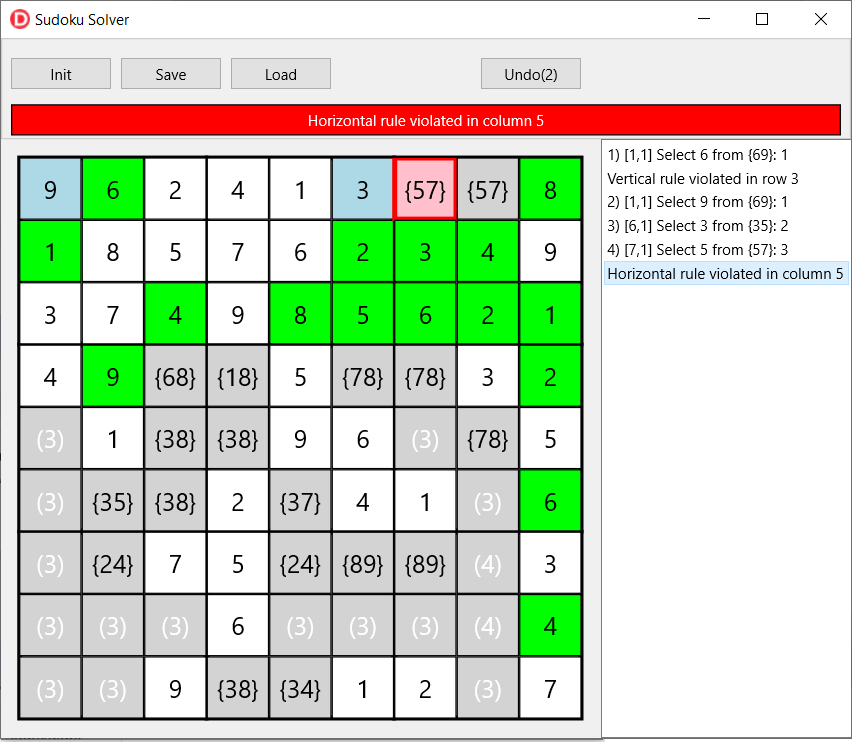 Sudoku Solver
Init Save Load Undo(2)
Horizontal rule violated in column 5
9 6 2 4 1 3 {57} {57} 8
1 8 5 7 6 2 3 4 9
3 7 4 9 8 5 6 2 1
4 9 {68} {18} 5 {78} {78} 3 2
(3) 1 {38} {38} 9 6 (3) {78} 5
(3) {35} {38} 2 {37} 4 1 (3) 6
(3) {24} 7 5 {24} {89} {89} (4) 3
(3) (3) (3) 6 (3) (3) (3) (4) 4
(3) (3) 9 {38} {34} 1 2 (3) 7
1) [1,1] Select 6 from {69}: 1
Vertical rule violated in row 3
2) [1,1] Select 9 from {69}: 1
3) [6,1] Select 3 from {35}: 2
4) [7,1] Select 5 from {57}: 3
Horizontal rule violated in column 5